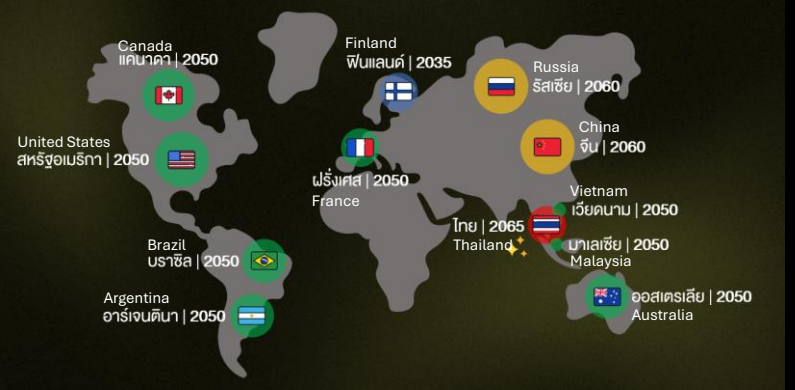 Canada
แคนาดา | 2050
Finland
ฟินแลนด์ | 2035
Russia
รัสเซีย | 2060
United States
สหรัฐอเมริกา | 2050
China
จีน | 2060
ฝรั่งเศส | 2050
France
Vietnam
เวียดนาม | 2050
ไทย | 2065
Thailand
มาเลเซีย | 2050
Malaysia
Brazil
บราซิล | 2050
Argentina
อาร์เจนตินา | 2050
ออสเตรเลีย | 2050
Australia